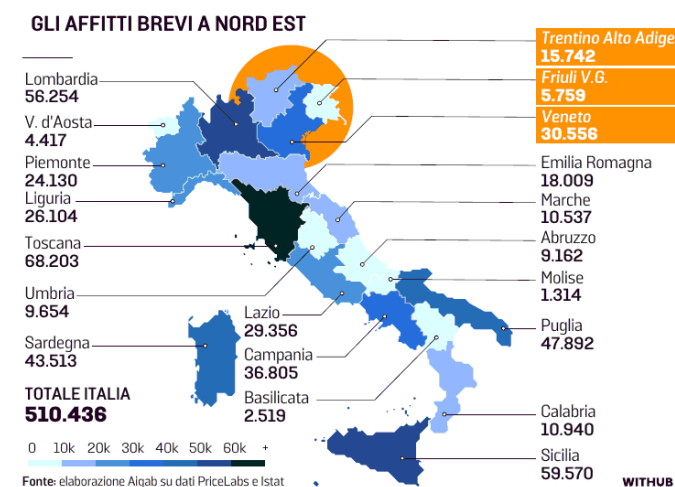 GLI AFFITTI BREVI A NORD EST
Trentino Alto Adige
15.742
Friuli V.G.
5.759
Veneto
30.556
Lombardia
56.254
V. d'Aosta
4.417
Piemonte
24.130
Liguria
26.104
Toscana
68.203
Umbria
9.654
Sardegna
43.513
Lazio
29.356
Campania
36.805
Basilicata
2.519
Emilia Romagna
18.009
Marche
10.537
Abruzzo
9.162
Molise
1.314
Puglia
47.892
Calabria
10.940
Sicilia
59.570
TOTALE ITALIA
510.436
0 10k 20k 30k 40k 50k 60k +
Fonte: elaborazione Aiqab su dati PriceLabs e Istat
WITHUB